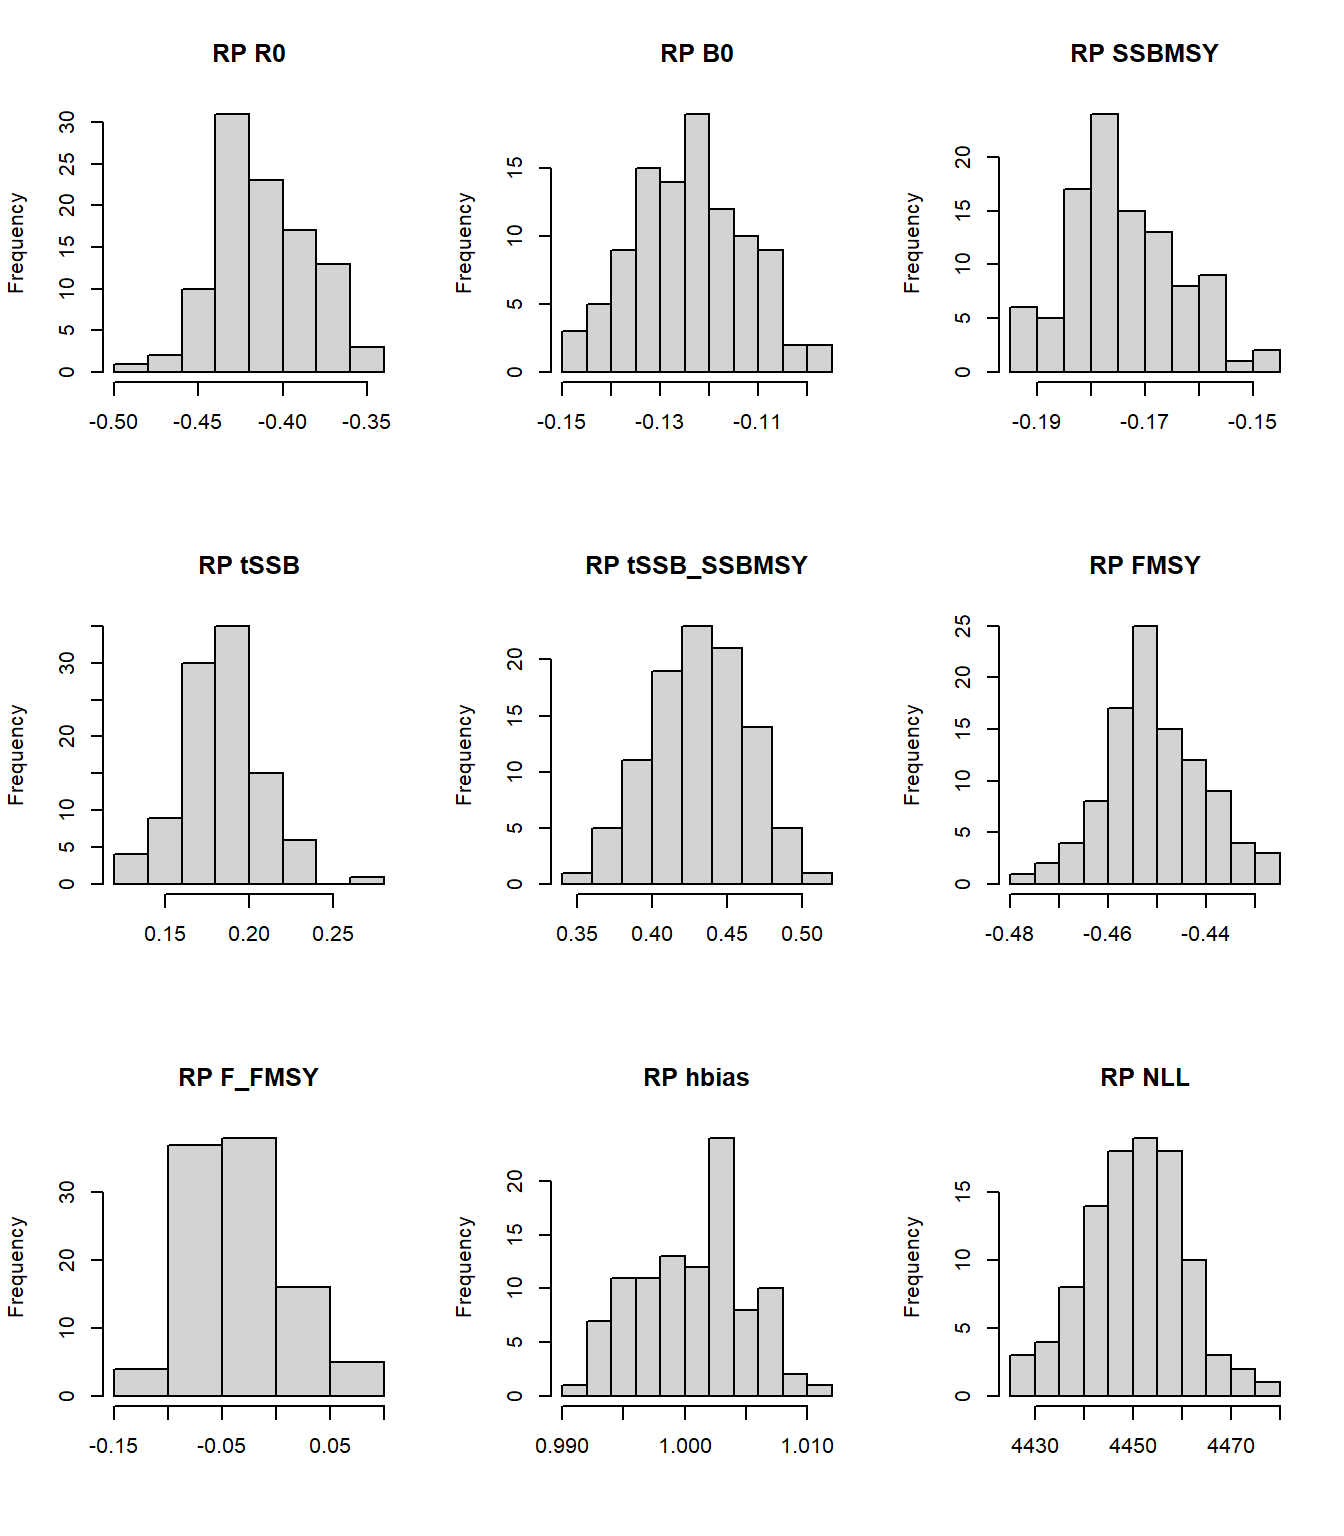 RP R0
Frequency
0 5 10 15 20 25 30
-0.50 -0.45 -0.40 -0.35
RP B0
Frequency
0 5 10 15
-0.15 -0.13 -0.11
RP SSBMSY
Frequency
0 5 10 15 20
-0.19 -0.17 -0.15
RP tSSB
Frequency
0 5 10 20 30
0.15 0.20 0.25
RP tSSB_SSBMSY
Frequency
0 5 10 15 20
0.35 0.40 0.45 0.50
RP FMSY
Frequency
0 5 10 15 20 25
-0.48 -0.46 -0.44
RP F_FMSY
Frequency
0 10 20 30
-0.15 -0.05 0.05
RP hbias
Frequency
0 5 10 15 20
0.990 1.000 1.010
RP NLL
Frequency
0 5 10 15
4430 4450 4470